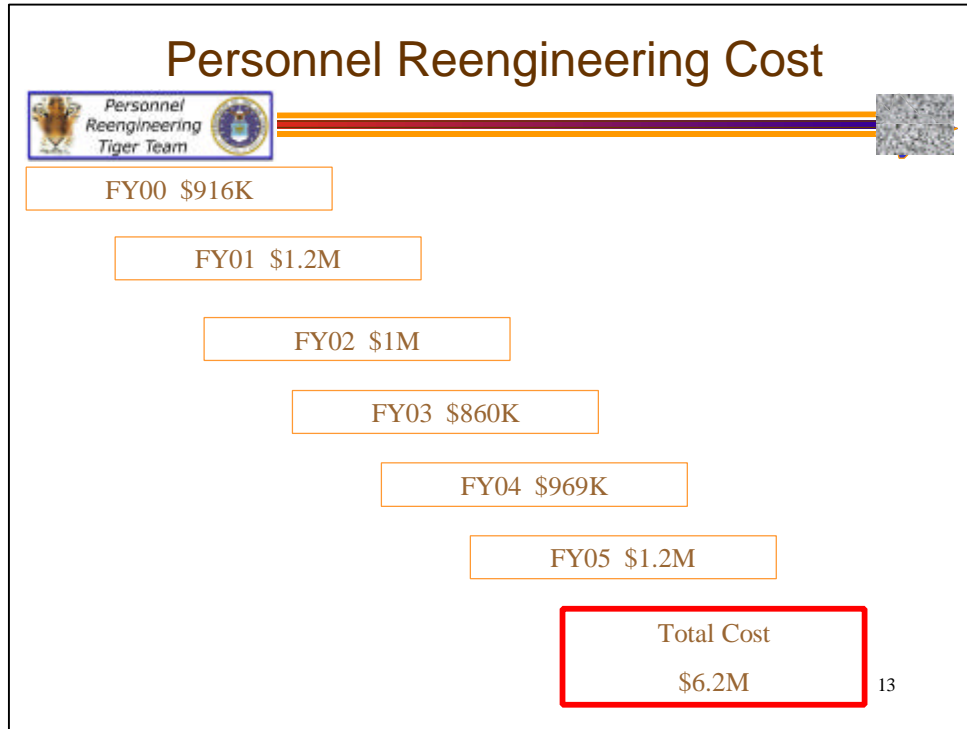 Personnel Reengineering Cost
Personnel
Reengineering
Tiger Team
FY00 $916K
FY01 $1.2M
FY02 $1M
FY03 $860K
FY04 $969K
FY05 $1.2M
Total Cost
$6.2M
13